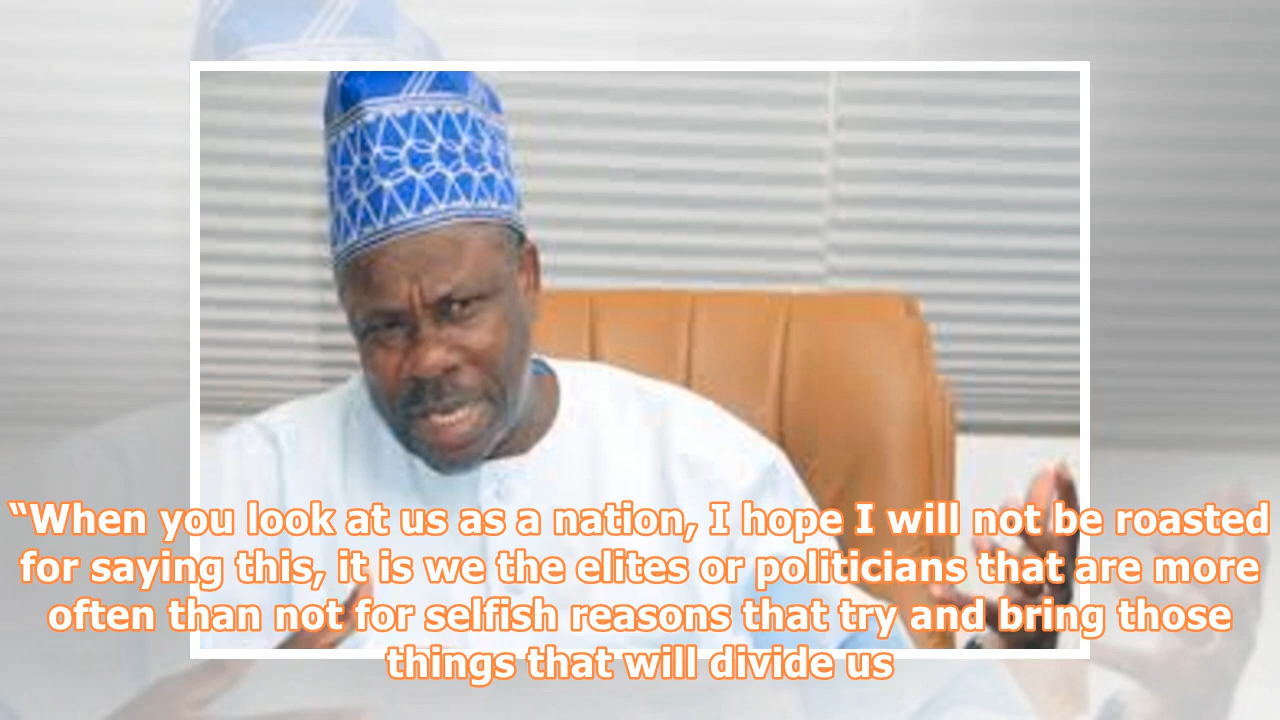 “When you look at us as a nation, I hope I will not be roasted
for saying this, it is we the elites or politicians that are more
often than not for selfish reasons that try and bring those
things that will divide us